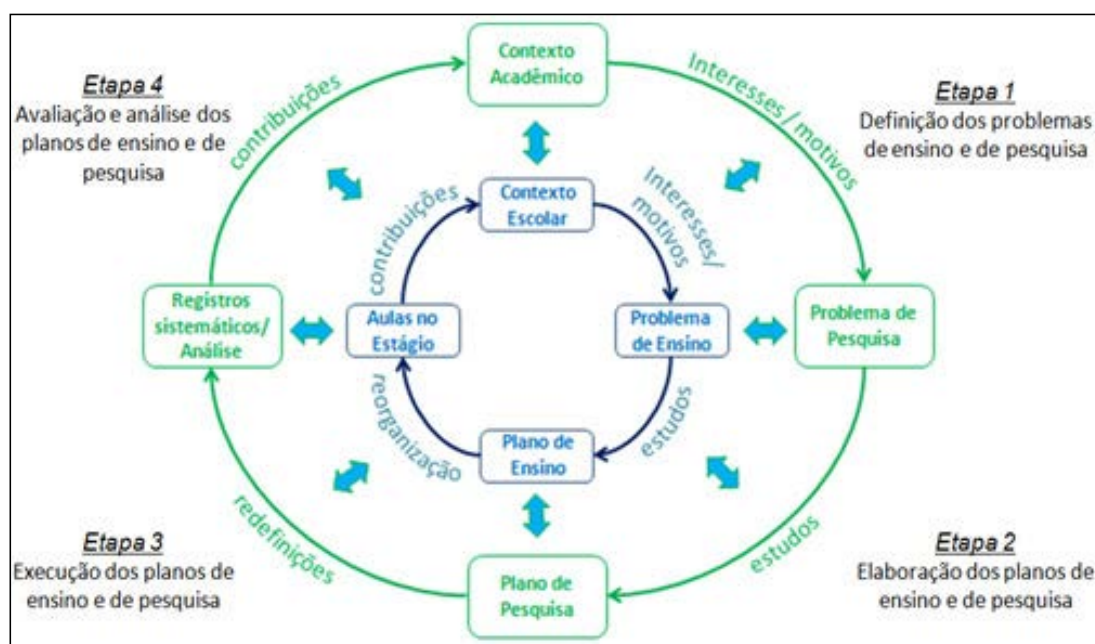 Contexto
Acadêmico
Interesses / motivos
Etapa 1
Definição dos problemas
de ensino e de pesquisa
Etapa 4
Avaliação e análise dos
planos de ensino e de
pesquisa
contribuições
Contexto
Escolar
Interesses/
motivos
contribuições
Registros
sistemáticos/
Análise
Aulas no
Estágio
Problema
de Ensino
Problema de
Pesquisa
reorganização
Plano de
Ensino
estudos
redefinições
Plano de
Pesquisa
estudos
Etapa 3
Execução dos planos de
ensino e de pesquisa
Etapa 2
Elaboração dos planos de
ensino e de pesquisa